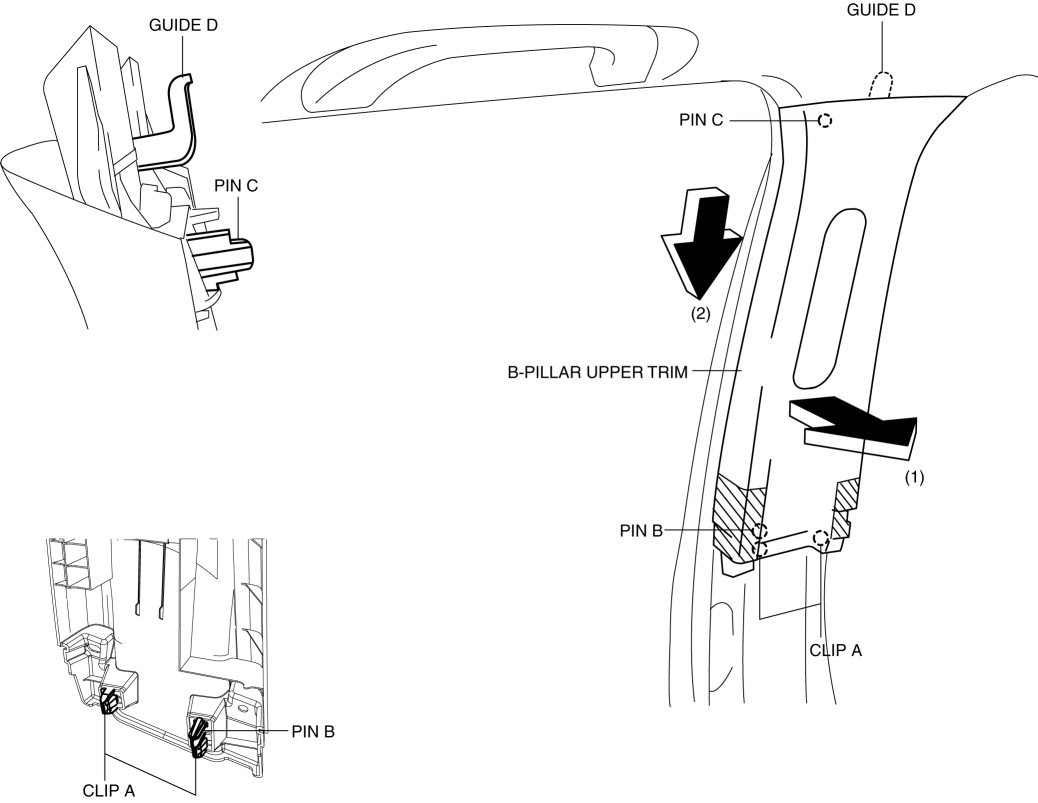 GUIDE D
GUIDE D
PIN C
PIN C
(2)
B-PILLAR UPPER TRIM
(1)
PIN B
CLIP A
PIN B
CLIP A